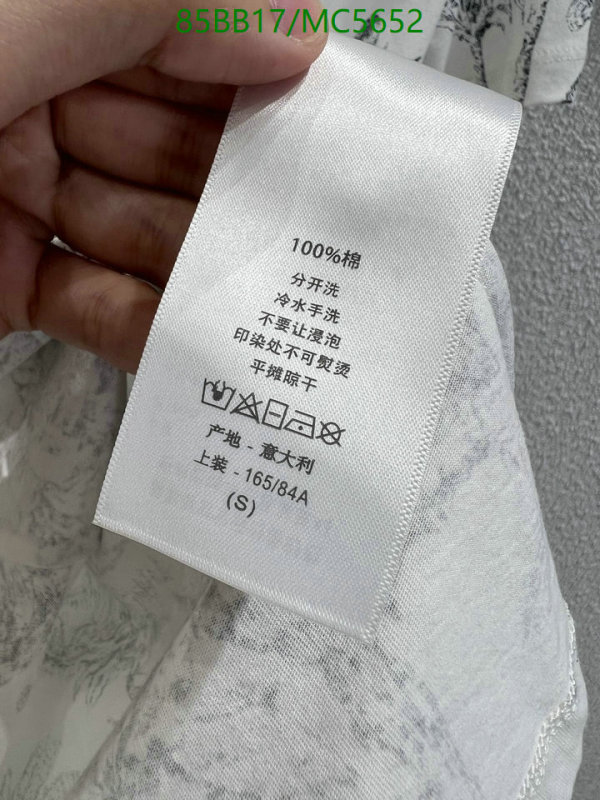 85BB17/MC5652
100%棉
分开洗
冷水手洗
不要让浸泡
印染处不可熨烫
平摊晾干
产地 - 意大利
上装 - 165/84A
(S)